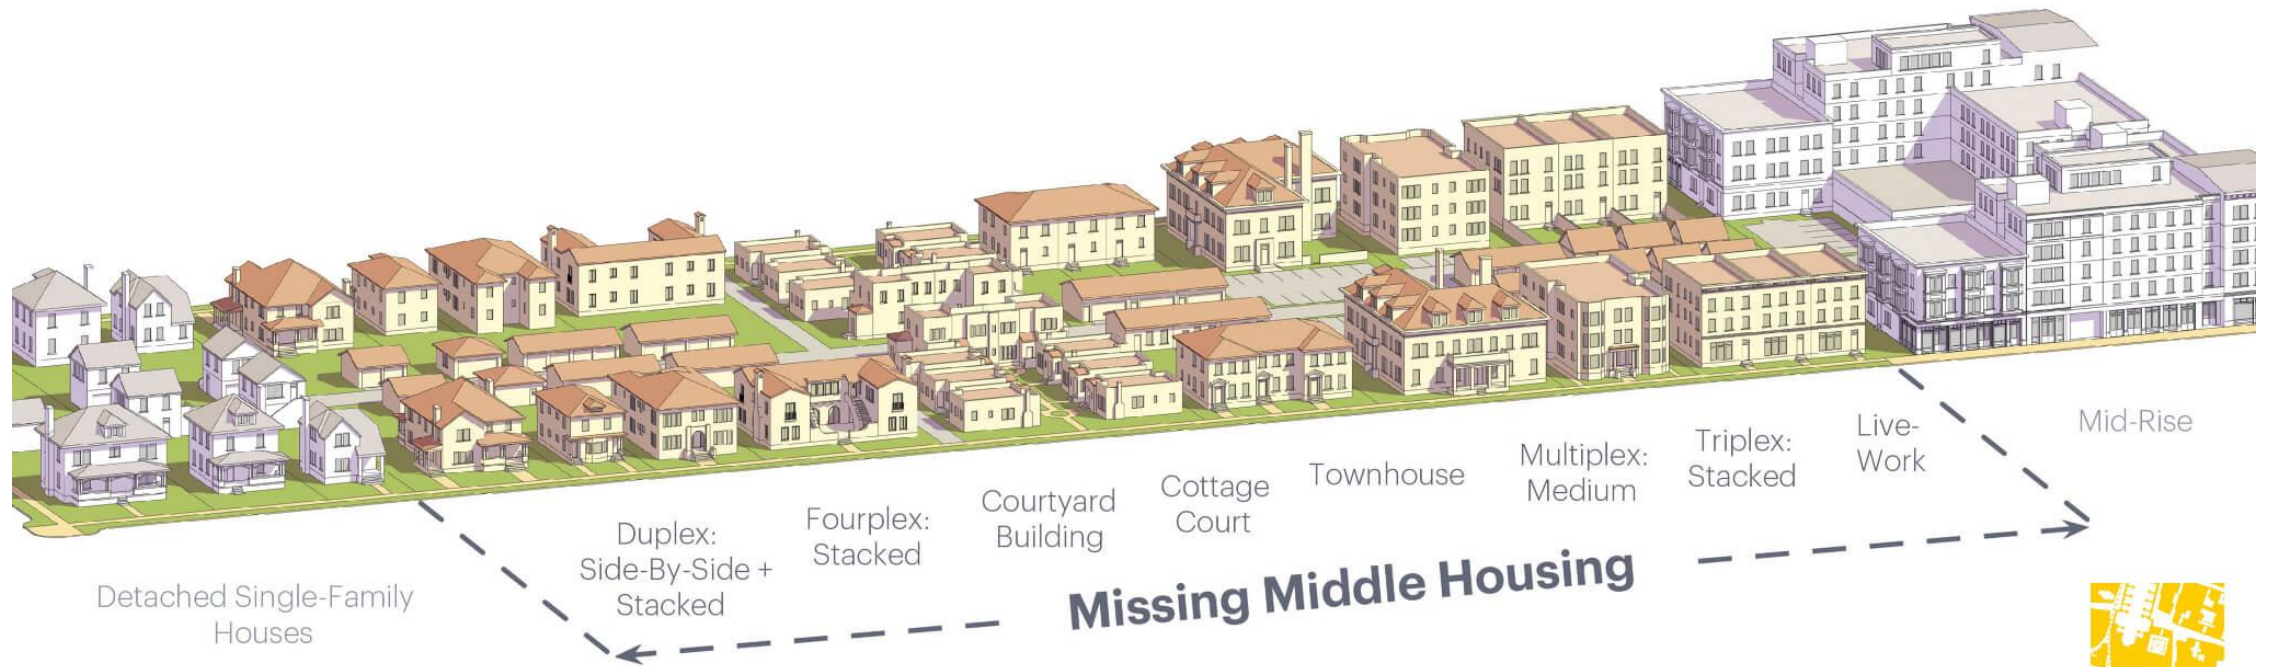 Detached Single-Family
Houses
Duplex:
Side-By-Side +
Stacked
Fourplex:
Stacked
Courtyard
Building
Cottage
Court
Townhouse
Multiplex:
Medium
Triplex:
Stacked
Live-
Work
Mid-Rise
Missing Middle Housing